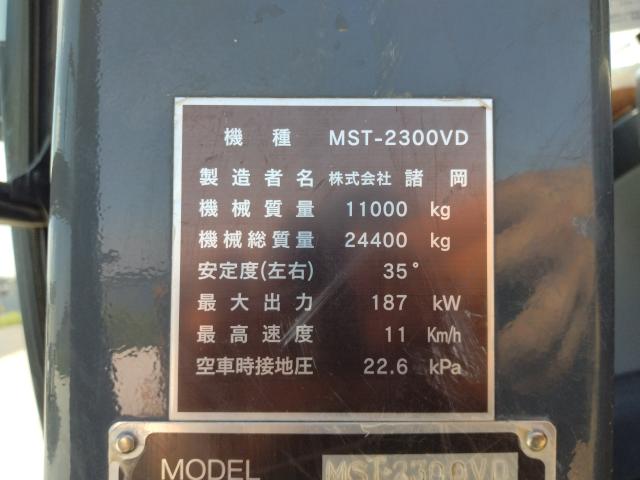 機種 MST-2300VD
製造者名 株式会社 諸岡
機械質量 11000 kg
機械総質量 24400 kg
安定度(左右) 35°
最大出力 187 kW
最高速度 11 Km/h
空車時接地圧 22.6 kPa
MODEL MST-2300VD